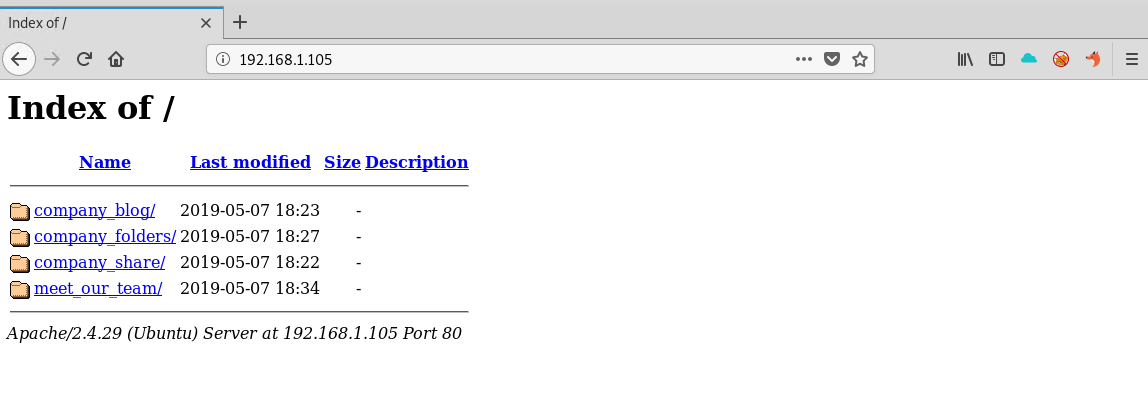 Index of /
192.168.1.105
Index of /
Name Last modified Size Description
company_blog/ 2019-05-07 18:23 -
company_folders/ 2019-05-07 18:27 -
company_share/ 2019-05-07 18:22 -
meet_our_team/ 2019-05-07 18:34 -
Apache/2.4.29 (Ubuntu) Server at 192.168.1.105 Port 80